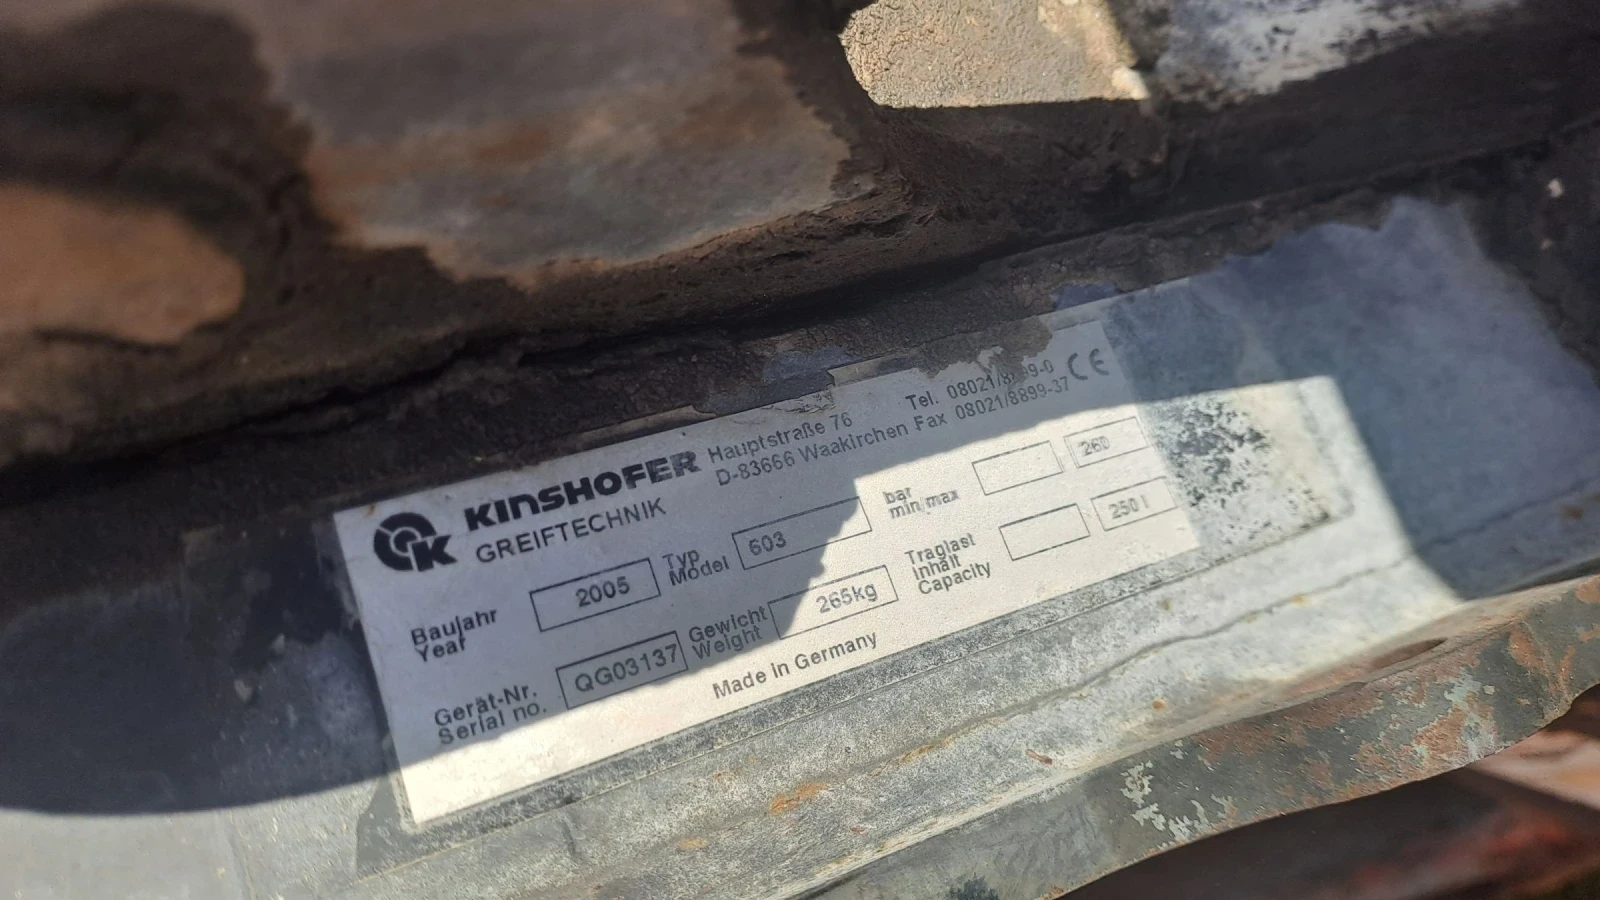 KINSHOFER
GREIFTECHNIK
Hauptstraße 76
D-83666 Waakirchen
Tel. 08021/8899-0
Fax 08021/8899-37
CE
Baujahr
Year
2005
Typ
Model
603
bar
min/max
260
Gerät-Nr.
Serial no.
QG03137
Gewicht
Weight
265kg
Traglast
Inhalt
Capacity
250 l
Made in Germany